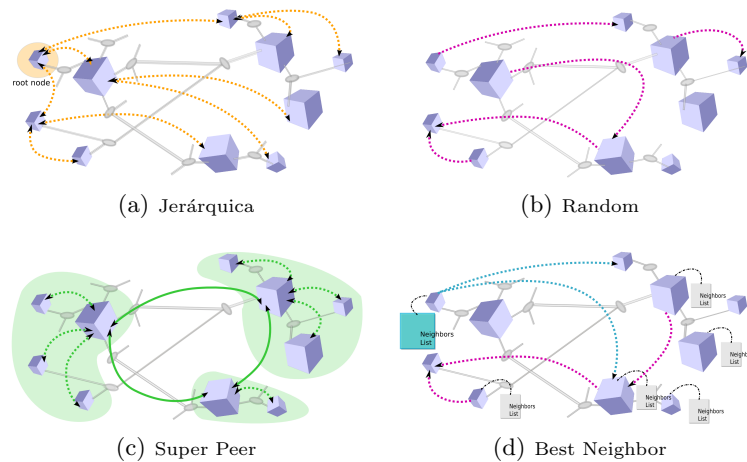 root node
(a) Jerárquica
(b) Random
Neighbors
List
Neighbors
List
Neighbors
List
Neighbors
List
Neighbors
List
Neighbors
List
(c) Super Peer
(d) Best Neighbor